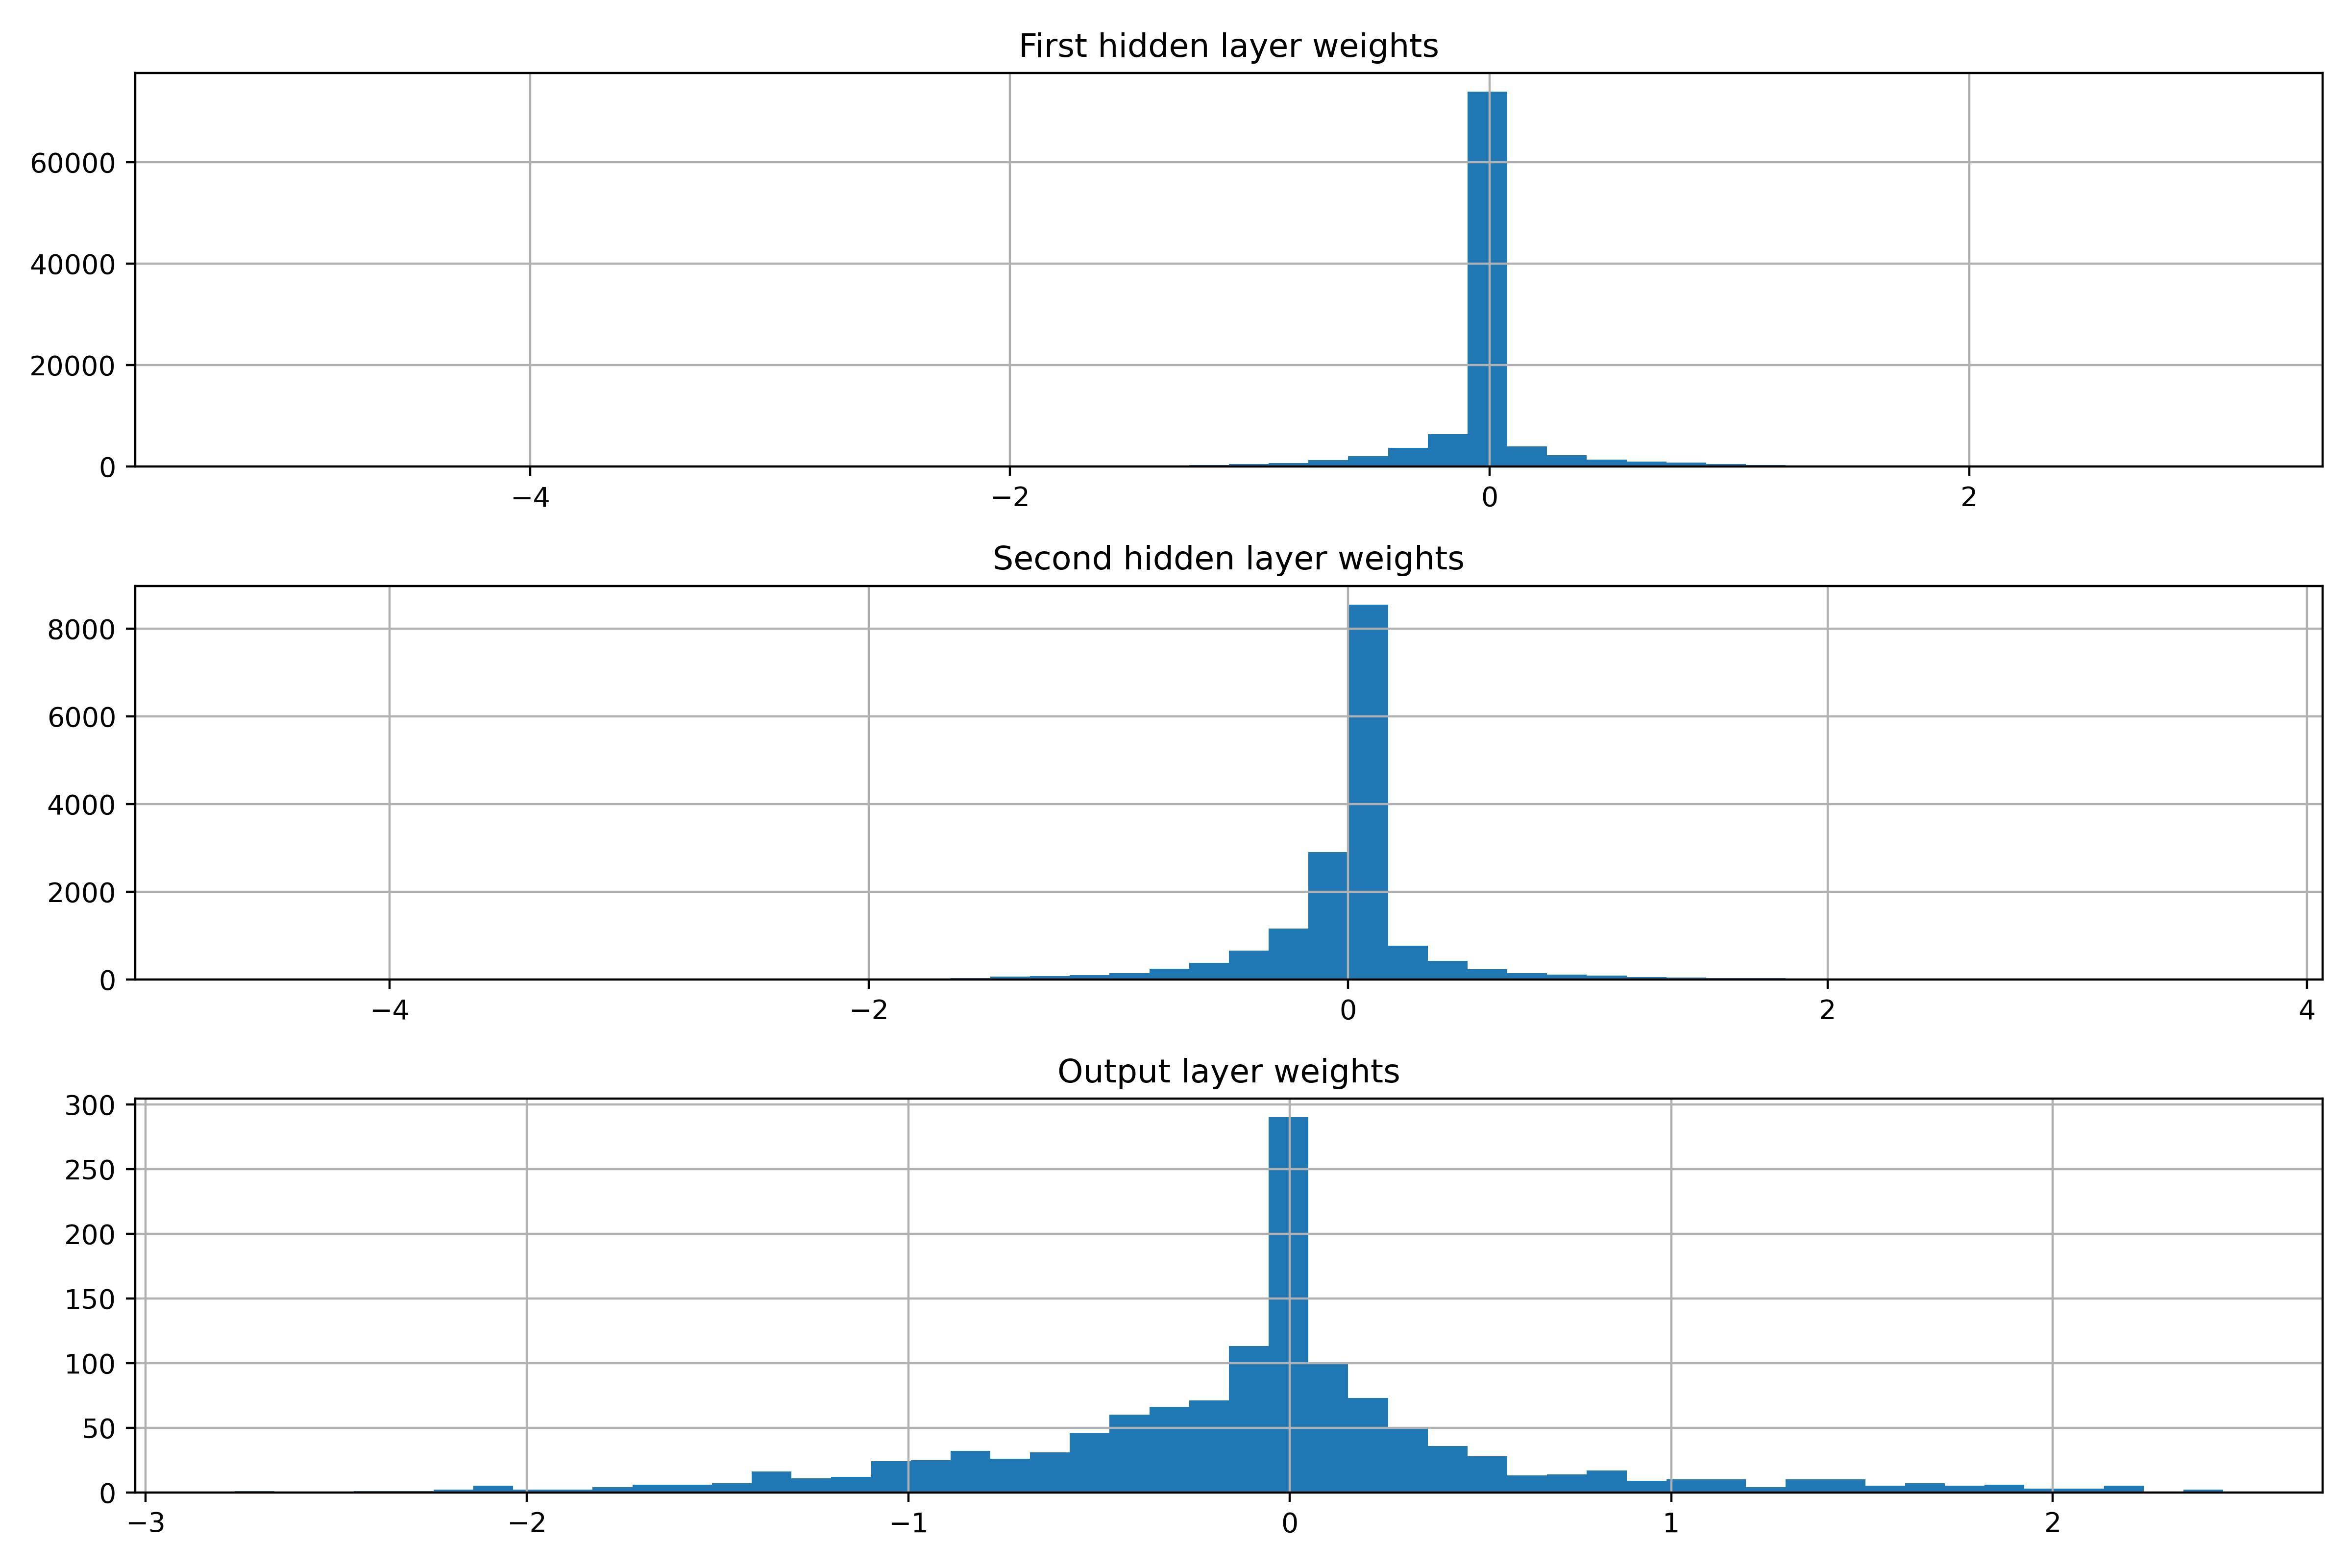 First hidden layer weights
60000
40000
20000
0
−4 −2 0 2
Second hidden layer weights
8000
6000
4000
2000
0
−4 −2 0 2 4
Output layer weights
300
250
200
150
100
50
0
−3 −2 −1 0 1 2